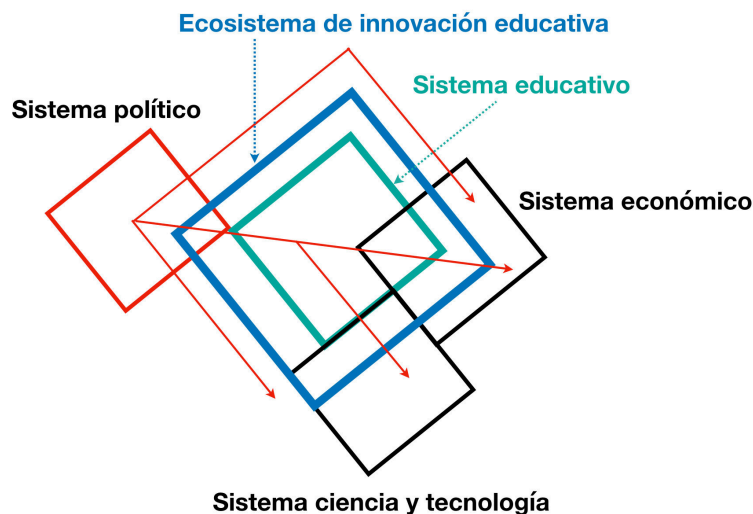 Ecosistema de innovación educativa
Sistema educativo
Sistema político
Sistema económico
Sistema ciencia y tecnología